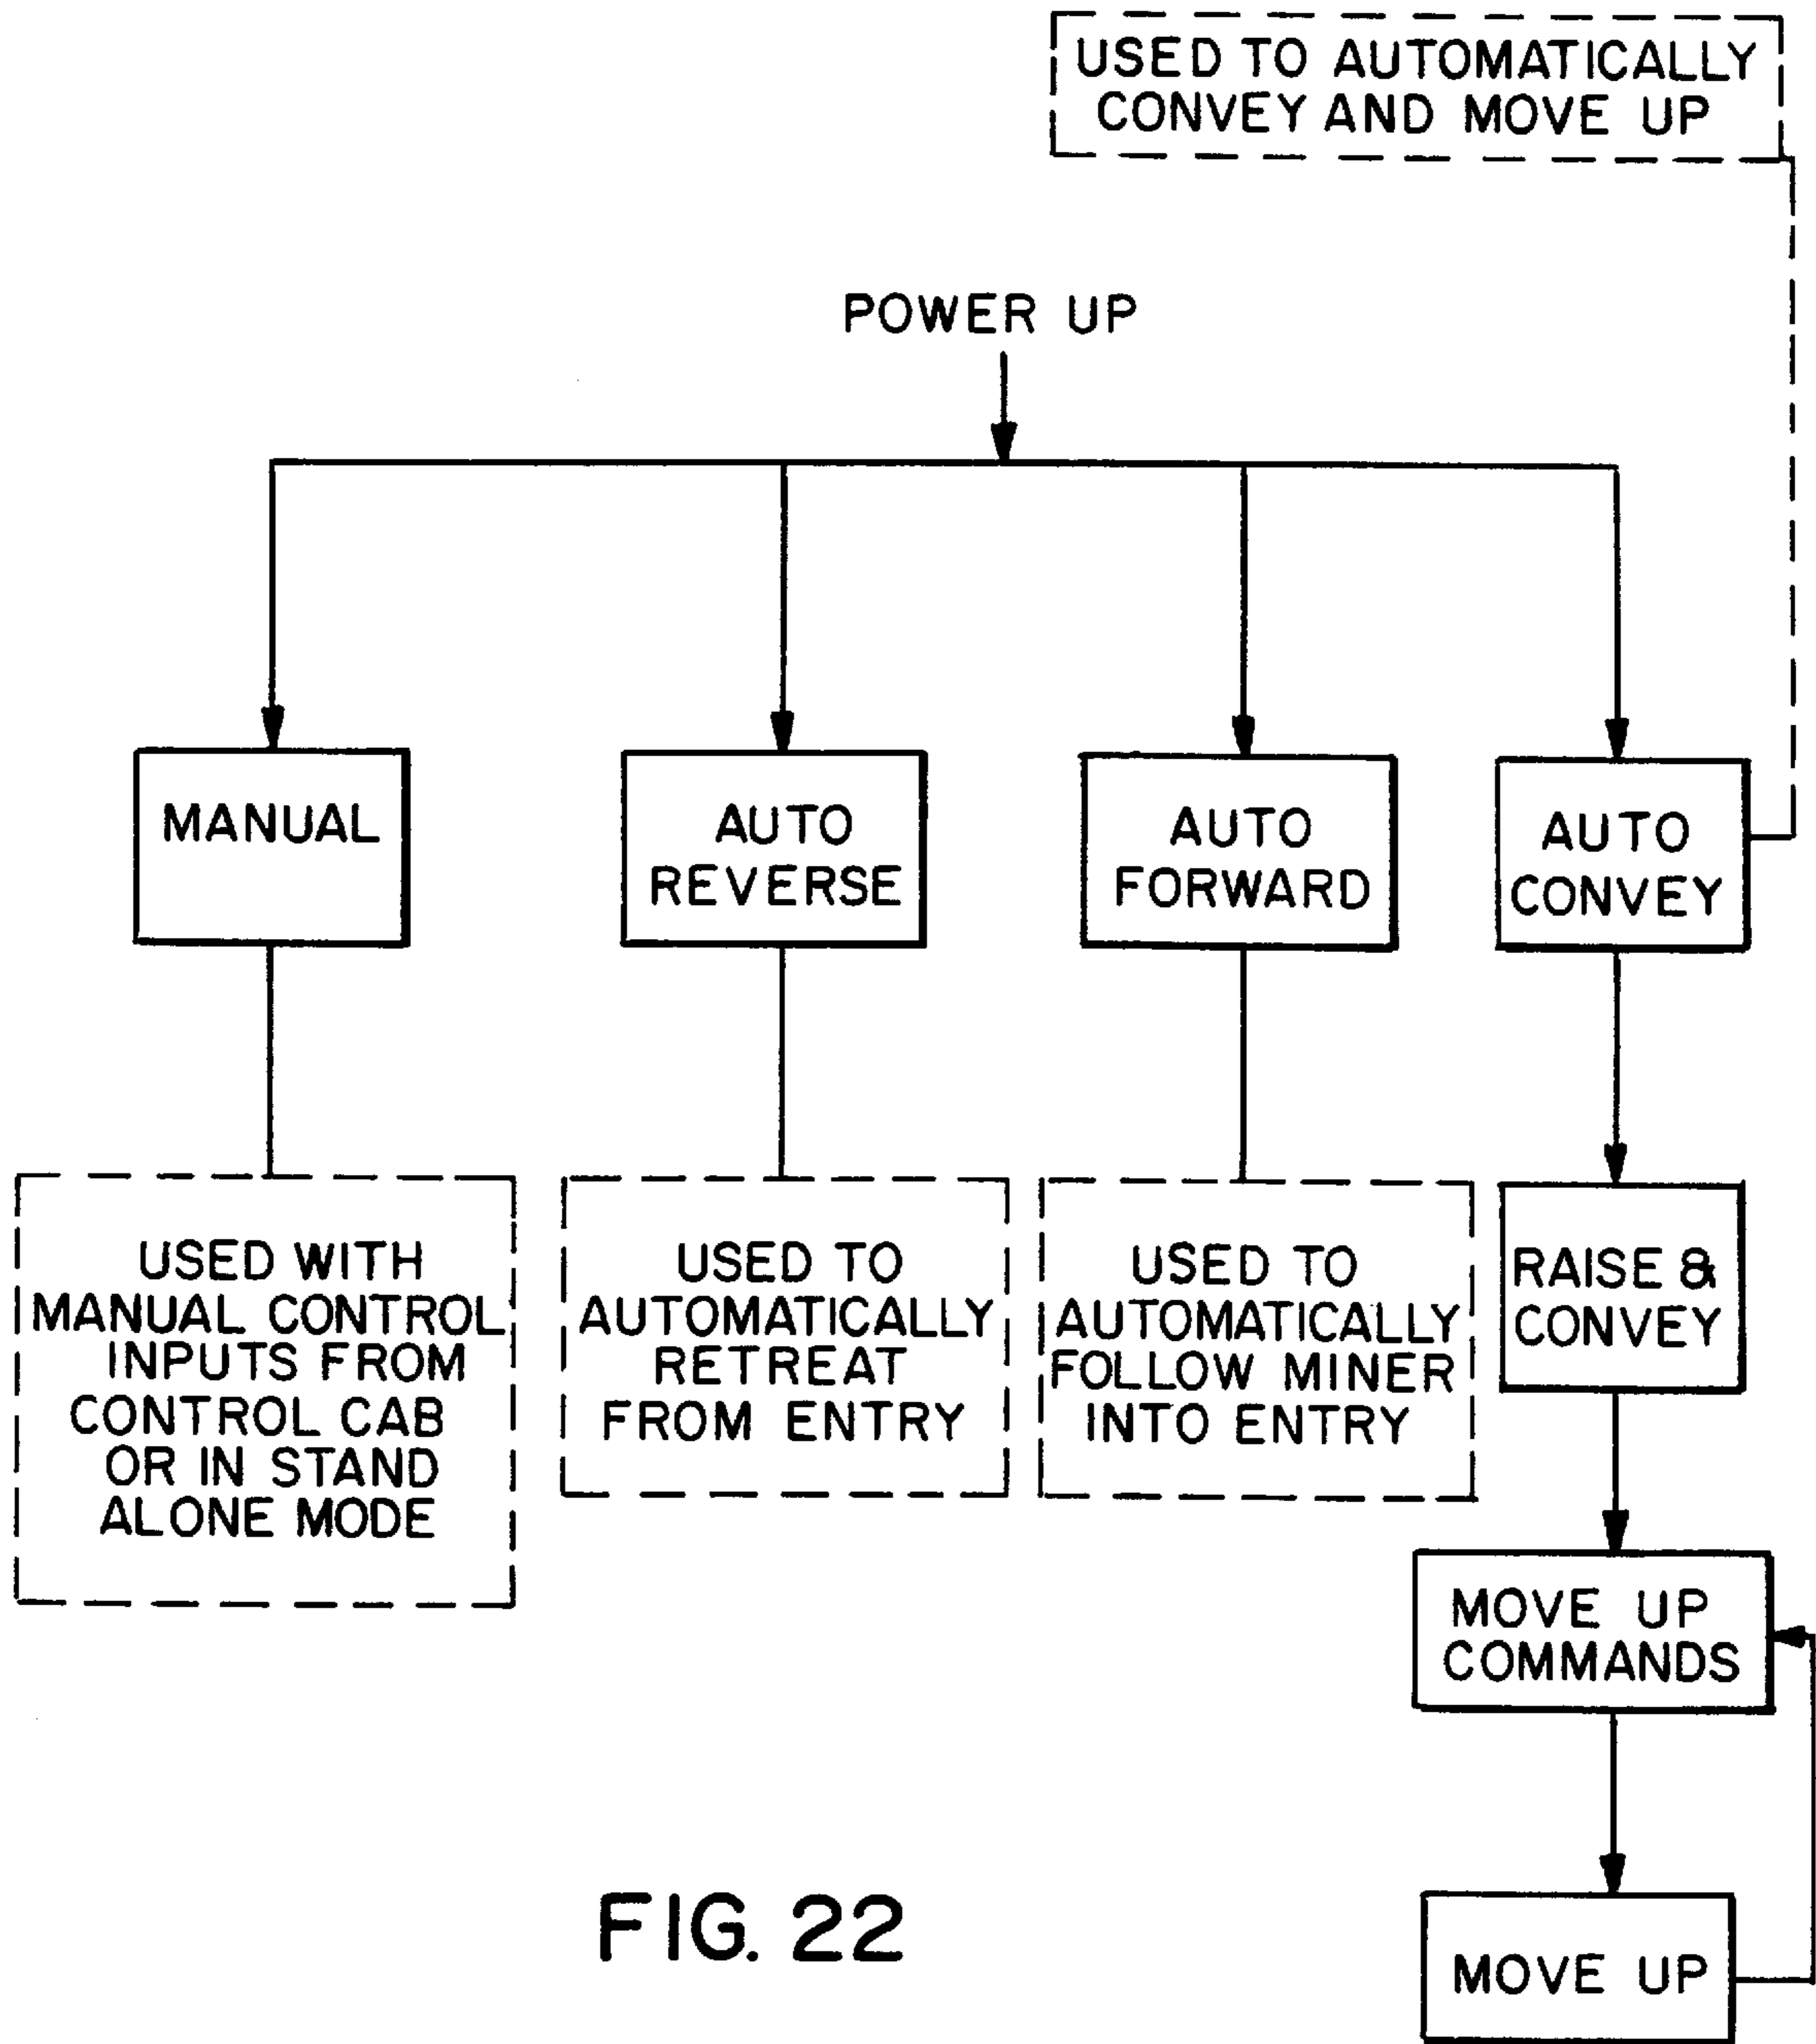 USED TO AUTOMATICALLY
CONVEY AND MOVE UP
POWER UP
MANUAL
AUTO
REVERSE
AUTO
FORWARD
AUTO
CONVEY
USED WITH
MANUAL CONTROL
INPUTS FROM
CONTROL CAB
OR IN STAND
ALONE MODE
USED TO
AUTOMATICALLY
RETREAT
FROM ENTRY
USED TO
AUTOMATICALLY
FOLLOW MINER
INTO ENTRY
RAISE &
CONVEY
MOVE UP
COMMANDS
MOVE UP
FIG. 22